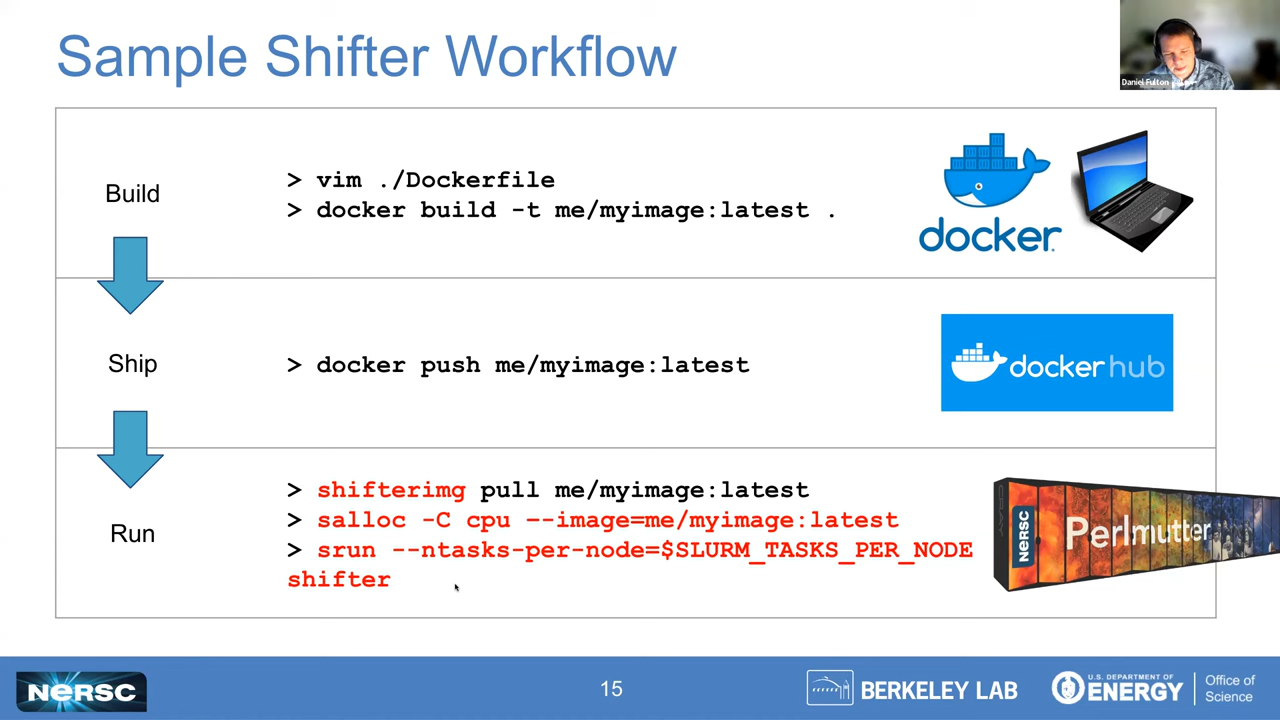 Sample Shifter Workflow
Daniel Fulton
Build
> vim ./Dockerfile
> docker build -t me/myimage:latest .
docker
Ship
> docker push me/myimage:latest
docker hub
Run
> shifterimg pull me/myimage:latest
> salloc -C cpu --image=me/myimage:latest
> srun --ntasks-per-node=$SLURM_TASKS_PER_NODE
shifter
NERSC
Perlmutter
NERSC
15
BERKELEY LAB
U.S. DEPARTMENT OF
ENERGY
Office of
Science